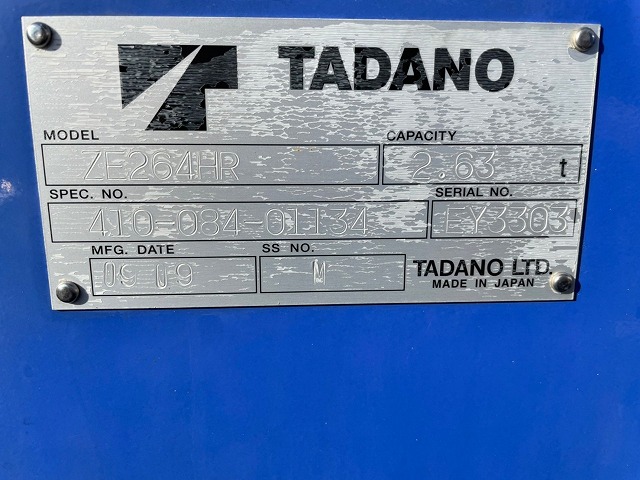 TADANO
MODEL CAPACITY
ZE264HR 2.63 t
SPEC. NO. SERIAL NO.
410-084-01134 EY3303
MFG. DATE SS NO.
09 09 M TADANO LTD.
MADE IN JAPAN